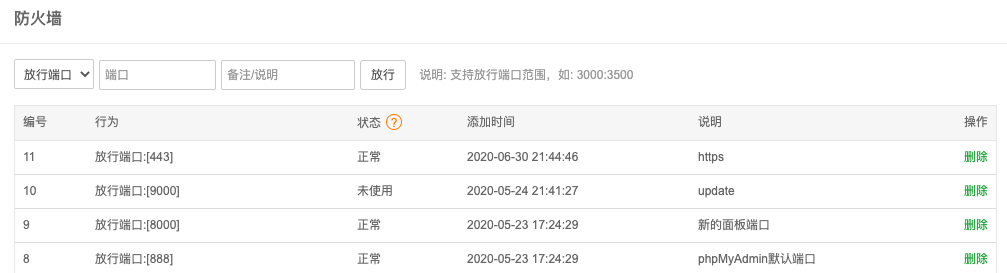 防火墙
放行端口 端口 备注/说明 放行 说明: 支持放行端口范围，如: 3000:3500
编号 行为 状态 ? 添加时间 说明 操作
11 放行端口:[443] 正常 2020-06-30 21:44:46 https 删除
10 放行端口:[9000] 未使用 2020-05-24 21:41:27 update 删除
9 放行端口:[8000] 正常 2020-05-23 17:24:29 新的面板端口 删除
8 放行端口:[888] 正常 2020-05-23 17:24:29 phpMyAdmin默认端口 删除